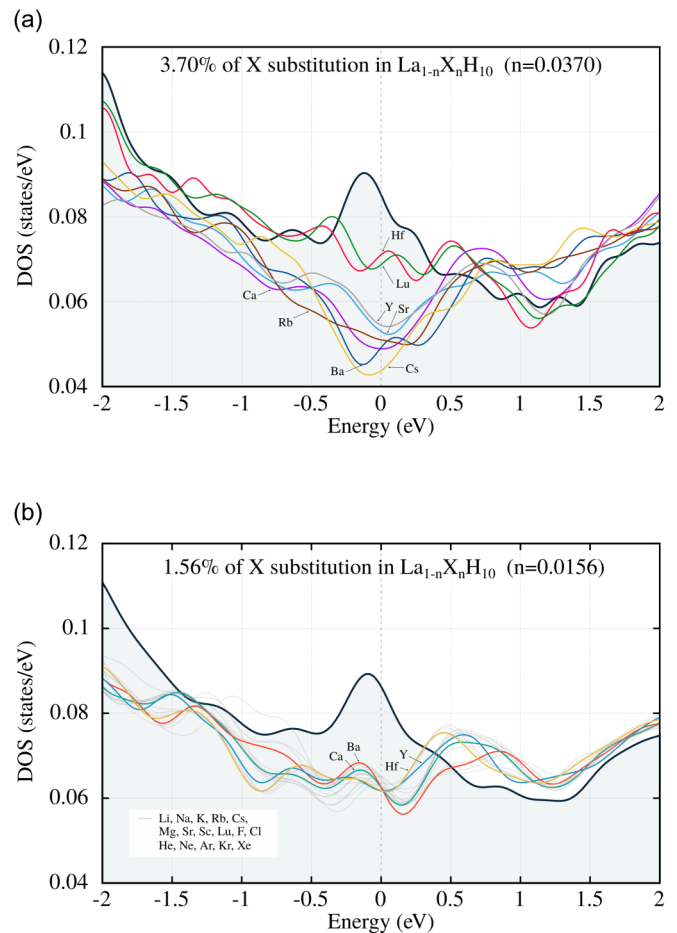 (a)
3.70% of X substitution in La1-nXnH10 (n=0.0370)
DOS (states/eV)
0.12
0.1
0.08
0.06
0.04
Hf
Lu
Ca
Y
Sr
Rb
Ba
Cs
-2 -1.5 -1 -0.5 0 0.5 1 1.5 2
Energy (eV)
(b)
1.56% of X substitution in La1-nXnH10 (n=0.0156)
DOS (states/eV)
0.12
0.1
0.08
0.06
0.04
Ba
Ca
Y
Hf
Li, Na, K, Rb, Cs,
Mg, Sr, Sc, Lu, F, Cl
He, Ne, Ar, Kr, Xe
-2 -1.5 -1 -0.5 0 0.5 1 1.5 2
Energy (eV)